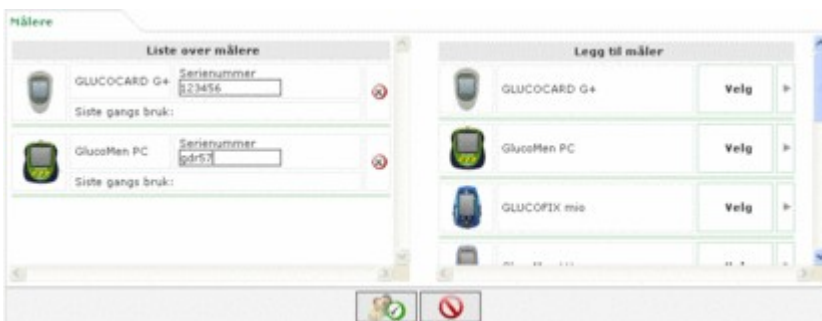 Målere
Liste over målere
GLUCOCARD G+
Serienummer
123456
Siste gangs bruk:
GlucoMen PC
Serienummer
gdr57
Siste gangs bruk:
Legg til måler
GLUCOCARD G+
Velg
GlucoMen PC
Velg
GLUCOFIX mio
Velg